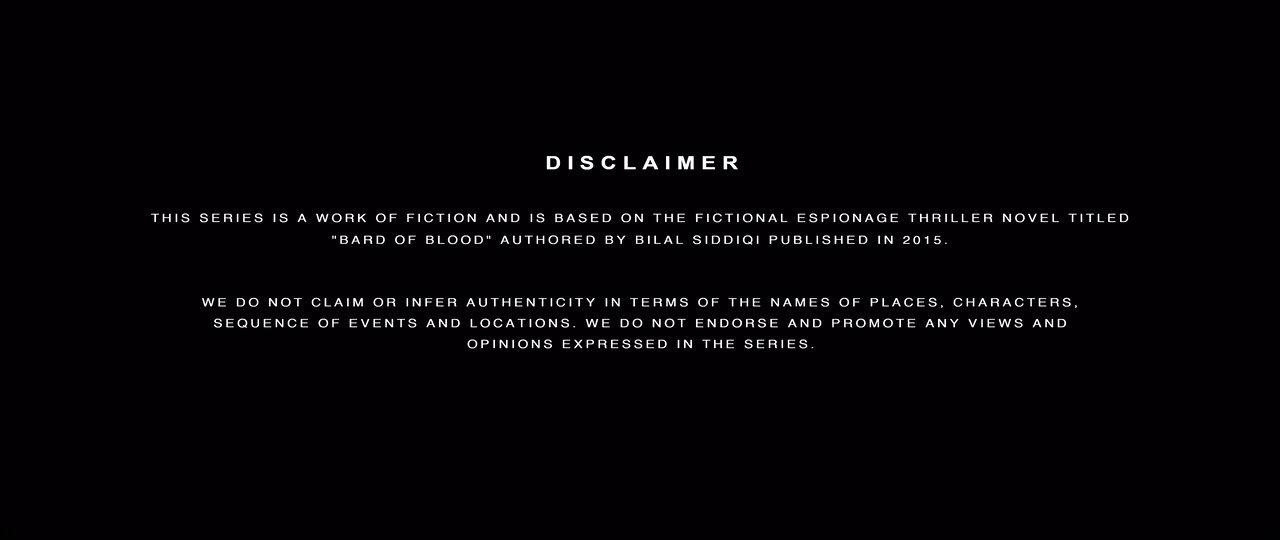 DISCLAIMER
THIS SERIES IS A WORK OF FICTION AND IS BASED ON THE FICTIONAL ESPIONAGE THRILLER NOVEL TITLED
"BARD OF BLOOD" AUTHORED BY BILAL SIDDIQI PUBLISHED IN 2015.
WE DO NOT CLAIM OR INFER AUTHENTICITY IN TERMS OF THE NAMES OF PLACES, CHARACTERS,
SEQUENCE OF EVENTS AND LOCATIONS. WE DO NOT ENDORSE AND PROMOTE ANY VIEWS AND
OPINIONS EXPRESSED IN THE SERIES.